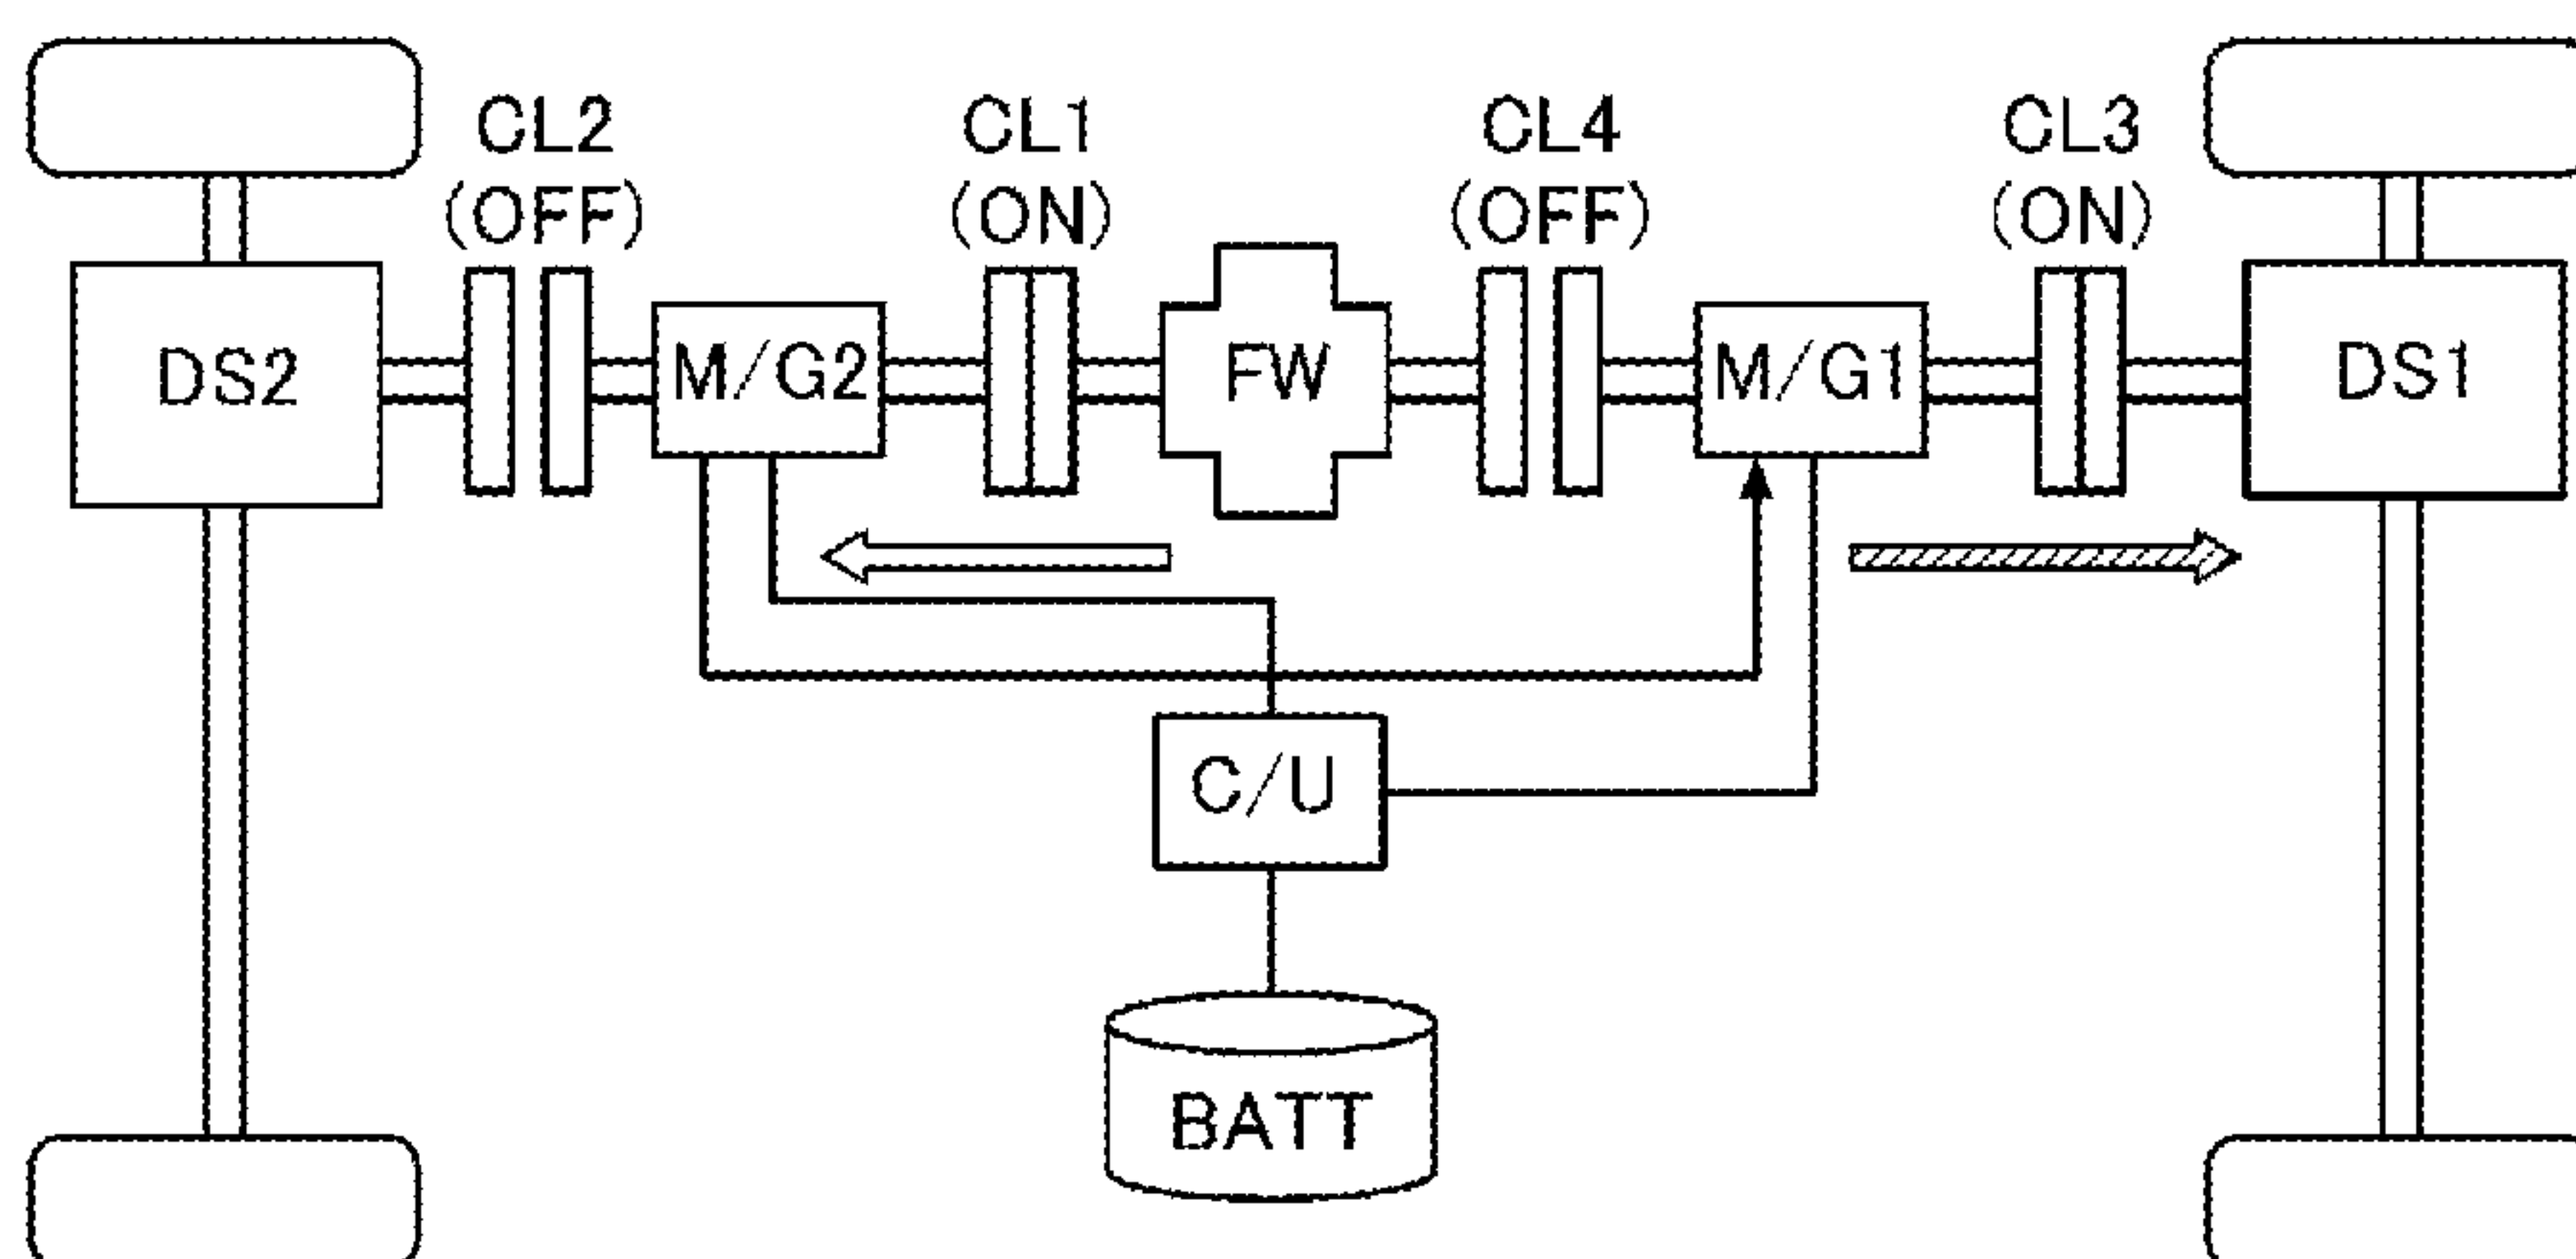 CL2
(OFF)
CL1
(ON)
CL4
(OFF)
CL3
(ON)
DS2
M/G2
FW
M/G1
DS1
C/U
BATT